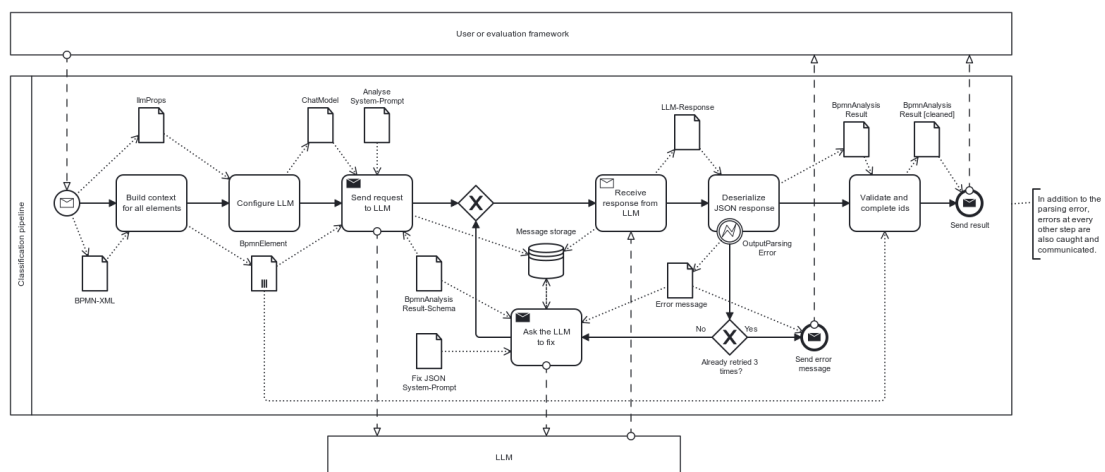 User or evaluation framework
Classification pipeline
llmProps
ChatModel
Analyse
System-Prompt
LLM-Response
BpmnAnalysis
Result
BpmnAnalysis
Result [cleaned]
Build context
for all elements
Configure LLM
Send request
to LLM
Receive
response from
LLM
Deserialize
JSON response
Validate and
complete ids
Send result
In addition to the
parsing error,
errors at every
other step are
also caught and
communicated.
BPMN-XML
BpmnElement
Message storage
OutputParsing
Error
BpmnAnalysis
Result-Schema
Error message
Ask the LLM
to fix
No
Yes
Already retried 3
times?
Send error
message
Fix JSON
System-Prompt
LLM